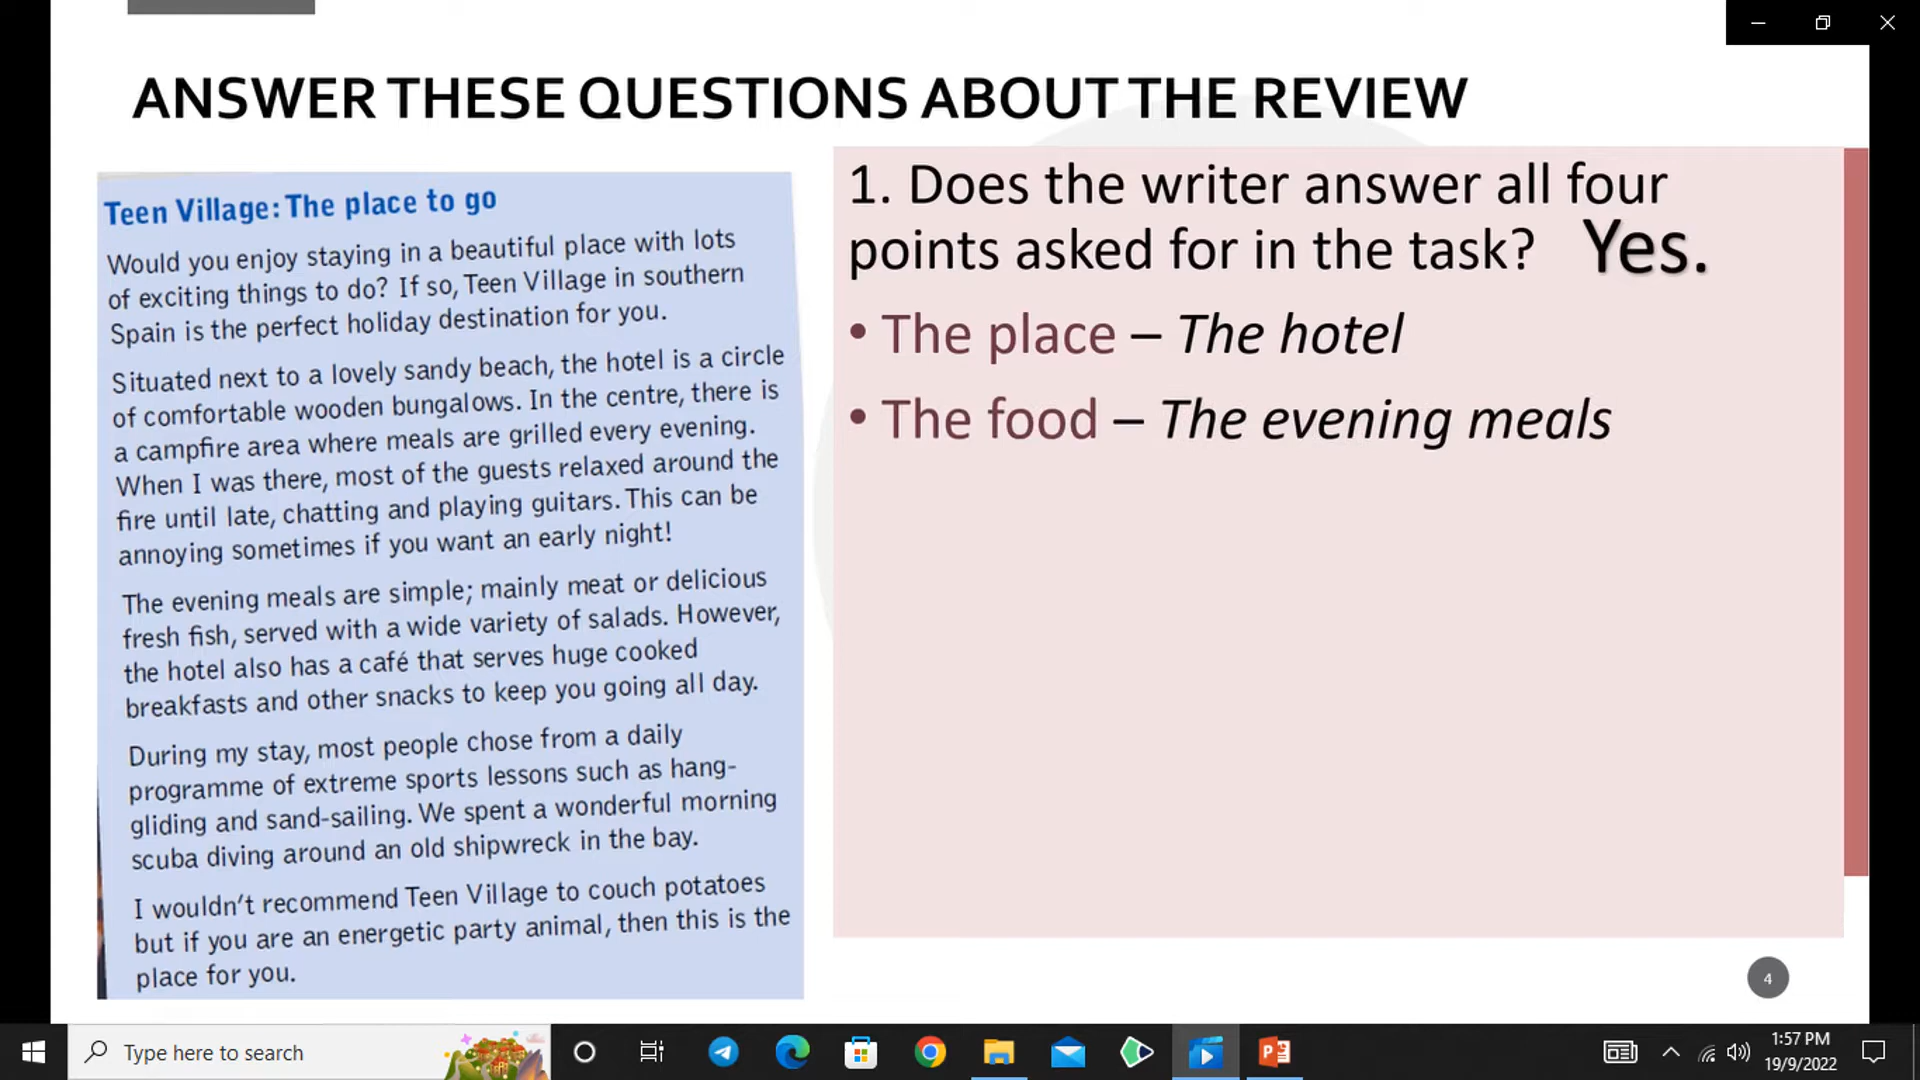 ANSWER THESE QUESTIONS ABOUT THE REVIEW
Teen Village: The place to go
Would you enjoy staying in a beautiful place with lots
of exciting things to do? If so, Teen Village in southern
Spain is the perfect holiday destination for you.
Situated next to a lovely sandy beach, the hotel is a circle
of comfortable wooden bungalows. In the centre, there is
a campfire area where meals are grilled every evening.
When I was there, most of the guests relaxed around the
fire until late, chatting and playing guitars. This can be
annoying sometimes if you want an early night!
The evening meals are simple; mainly meat or delicious
fresh fish, served with a wide variety of salads. However,
the hotel also has a café that serves huge cooked
breakfasts and other snacks to keep you going all day.
During my stay, most people chose from a daily
programme of extreme sports lessons such as hang-
gliding and sand-sailing. We spent a wonderful morning
scuba diving around an old shipwreck in the bay.
I wouldn't recommend Teen Village to couch potatoes
but if you are an energetic party animal, then this is the
place for you.
1. Does the writer answer all four
points asked for in the task? Yes.
• The place – The hotel
• The food – The evening meals
4
Type here to search
1:57 PM
19/9/2022